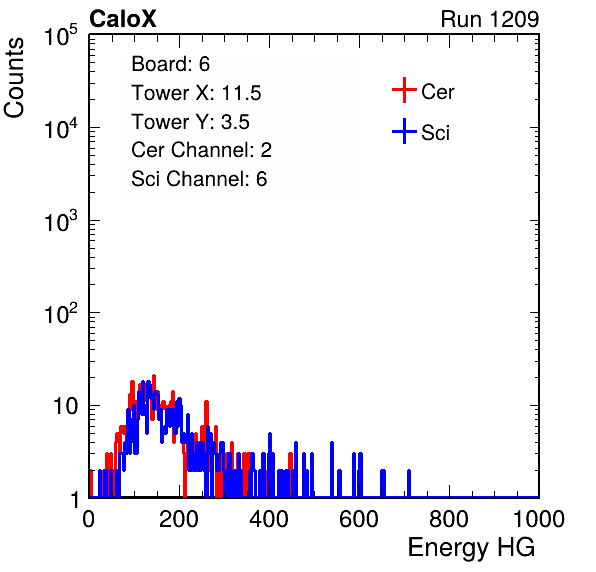 CaloX Run 1209
Counts
10^5
10^4
10^3
10^2
10
1
Board: 6
Tower X: 11.5
Tower Y: 3.5
Cer Channel: 2
Sci Channel: 6
Cer
Sci
0 200 400 600 800 1000
Energy HG